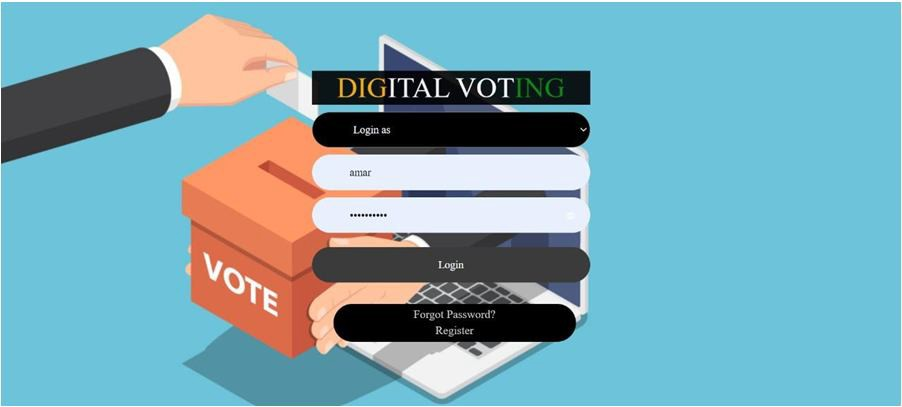 DIGITAL VOTING
Login as
amar
••••••••••
VOTE
Login
Forgot Password?
Register